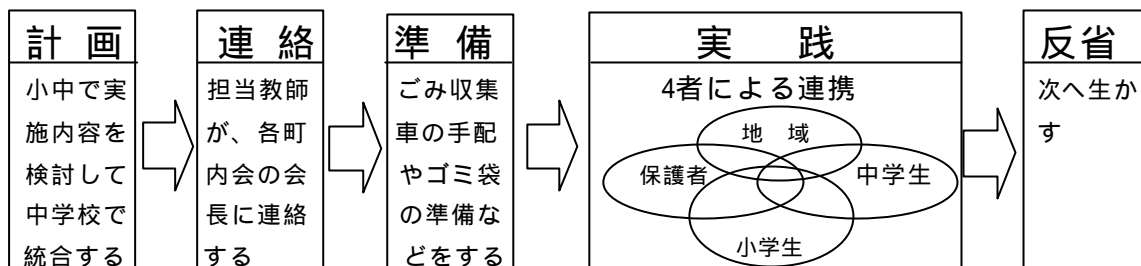 計画
小中で実
施内容を
検討して
中学校で
統合する
連絡
担当教師
が、各町
内会の会
長に連絡
する
準備
ごみ収集
車の手配
やゴミ袋
の準備な
どをする
実践
4者による連携
地域
保護者
中学生
小学生
反省
次へ生か
す